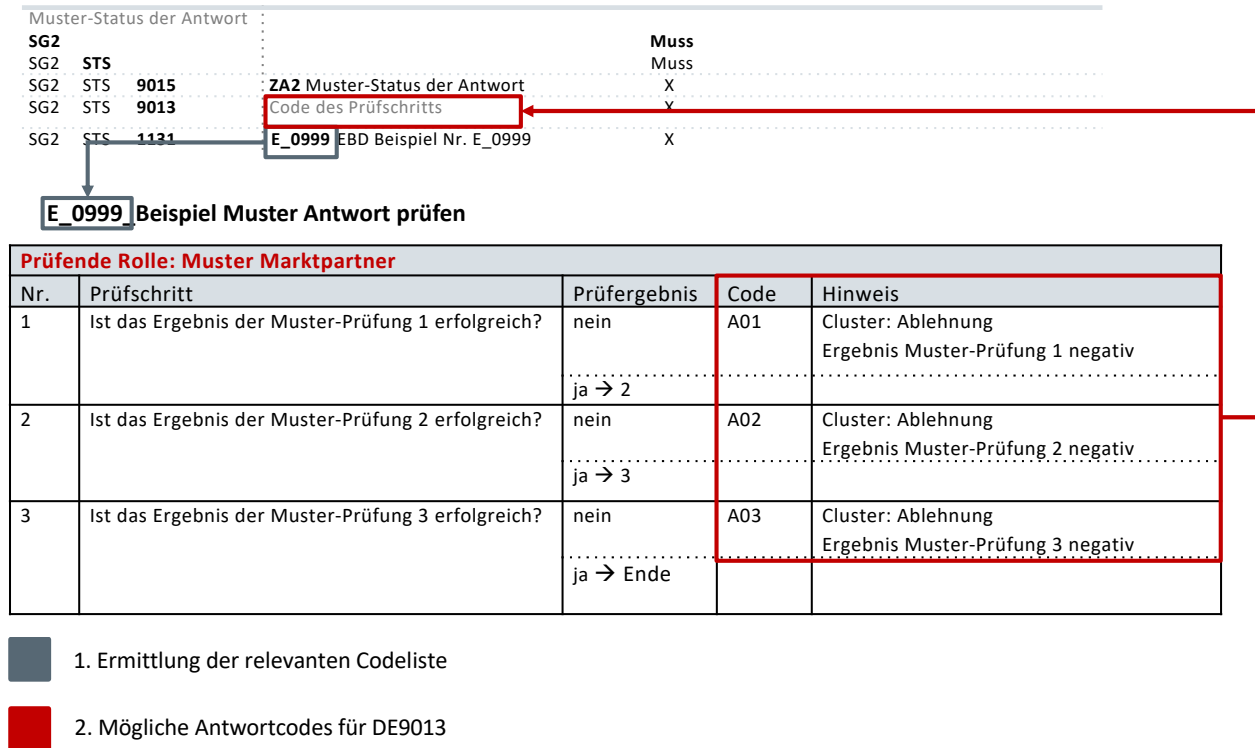 Muster-Status der Antwort
SG2 Muss
SG2 STS Muss
SG2 STS 9015 ZA2 Muster-Status der Antwort X
SG2 STS 9013 Code des Prüfschritts X
SG2 STS 1131 E_0999 EBD Beispiel Nr. E_0999 X
E_0999_Beispiel Muster Antwort prüfen
Prüfende Rolle: Muster Marktpartner
Nr. Prüfschritt Prüfergebnis Code Hinweis
1 Ist das Ergebnis der Muster-Prüfung 1 erfolgreich? nein A01 Cluster: Ablehnung
Ergebnis Muster-Prüfung 1 negativ
ja → 2
2 Ist das Ergebnis der Muster-Prüfung 2 erfolgreich? nein A02 Cluster: Ablehnung
Ergebnis Muster-Prüfung 2 negativ
ja → 3
3 Ist das Ergebnis der Muster-Prüfung 3 erfolgreich? nein A03 Cluster: Ablehnung
Ergebnis Muster-Prüfung 3 negativ
ja → Ende
1. Ermittlung der relevanten Codeliste
2. Mögliche Antwortcodes für DE9013